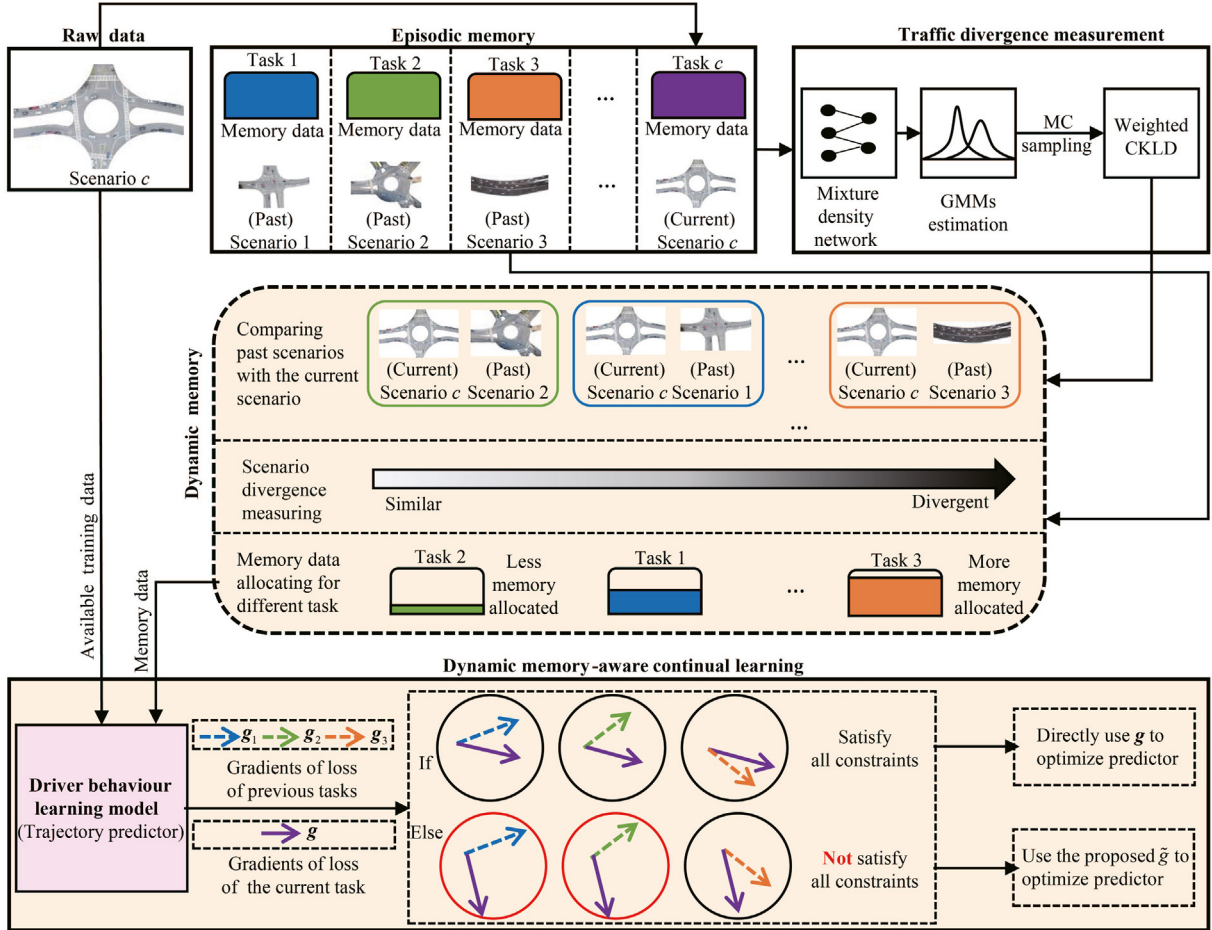 Raw data
Scenario c
Episodic memory
Task 1
Memory data
(Past)
Scenario 1
Task 2
Memory data
(Past)
Scenario 2
Task 3
Memory data
(Past)
Scenario 3
...
...
Task c
Memory data
(Current)
Scenario c
Traffic divergence measurement
Mixture
density
network
GMMs
estimation
MC
sampling
Weighted
CKLD
Dynamic memory
Comparing
past scenarios
with the current
scenario
(Current)
Scenario c
(Past)
Scenario 2
(Current)
Scenario c
(Past)
Scenario 1
...
(Current)
Scenario c
(Past)
Scenario 3
...
Scenario
divergence
measuring
Similar
Divergent
Memory data
allocating for
different task
Task 2
Less
memory
allocated
Task 1
...
Task 3
More
memory
allocated
Available training data
Memory data
Dynamic memory-aware continual learning
Driver behaviour
learning model
(Trajectory predictor)
g₁ g₂ g₃
Gradients of loss
of previous tasks
g
Gradients of loss
of the current task
If
Satisfy
all constraints
Directly use g to
optimize predictor
Else
Not satisfy
all constraints
Use the proposed g̃ to
optimize predictor